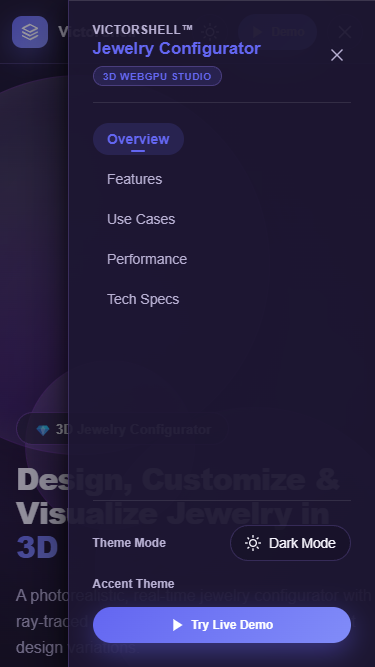 VICTORSHELL™
Jewelry Configurator
3D WEBGPU STUDIO
Overview
Features
Use Cases
Performance
Tech Specs
3D Jewelry Configurator
Design, Customize &
Visualize Jewelry in
3D
Theme Mode
Dark Mode
Accent Theme
A photorealistic, real-time jewelry configurator with
ray-traced
Try Live Demo
design variations.